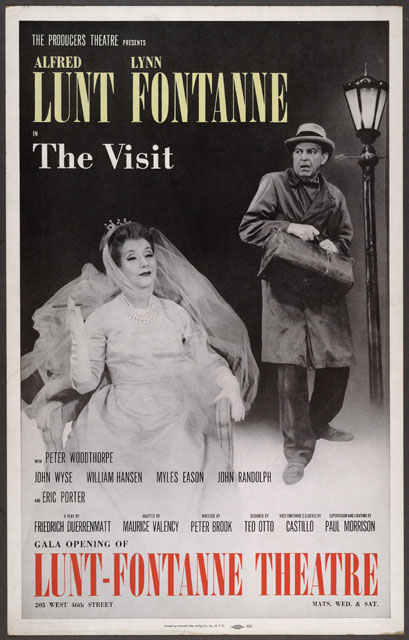 THE PRODUCERS THEATRE PRESENTS
ALFRED LYNN
LUNT FONTANNE
IN
The Visit
WITH PETER WOODTHORPE
JOHN WYSE WILLIAM HANSEN MYLES EASON JOHN RANDOLPH
AND ERIC PORTER
A PLAY BY ADAPTED BY DIRECTED BY DESIGNED BY MISS FONTANNE'S CLOTHES BY SUPERVISION and LIGHTING BY
FRIEDRICH DUERRENMATT MAURICE VALENCY PETER BROOK TEO OTTO CASTILLO PAUL MORRISON
GALA OPENING OF
LUNT-FONTANNE THEATRE
205 WEST 46th STREET MATS. WED. & SAT.